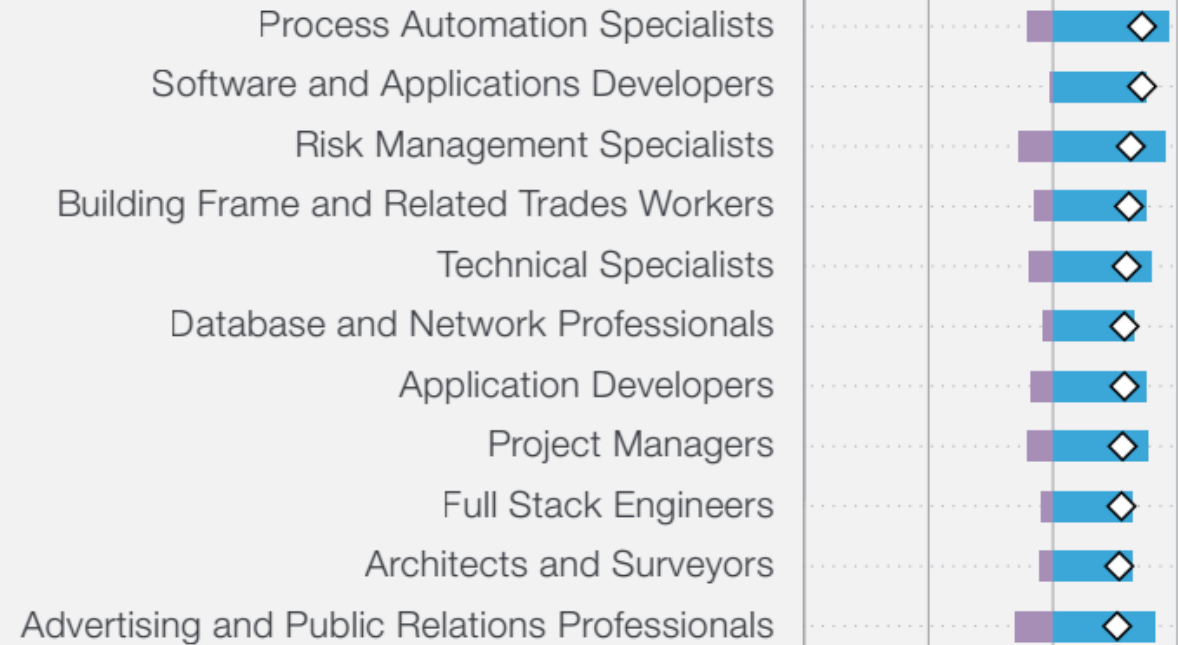 Process Automation Specialists
Software and Applications Developers
Risk Management Specialists
Building Frame and Related Trades Workers
Technical Specialists
Database and Network Professionals
Application Developers
Project Managers
Full Stack Engineers
Architects and Surveyors
Advertising and Public Relations Professionals